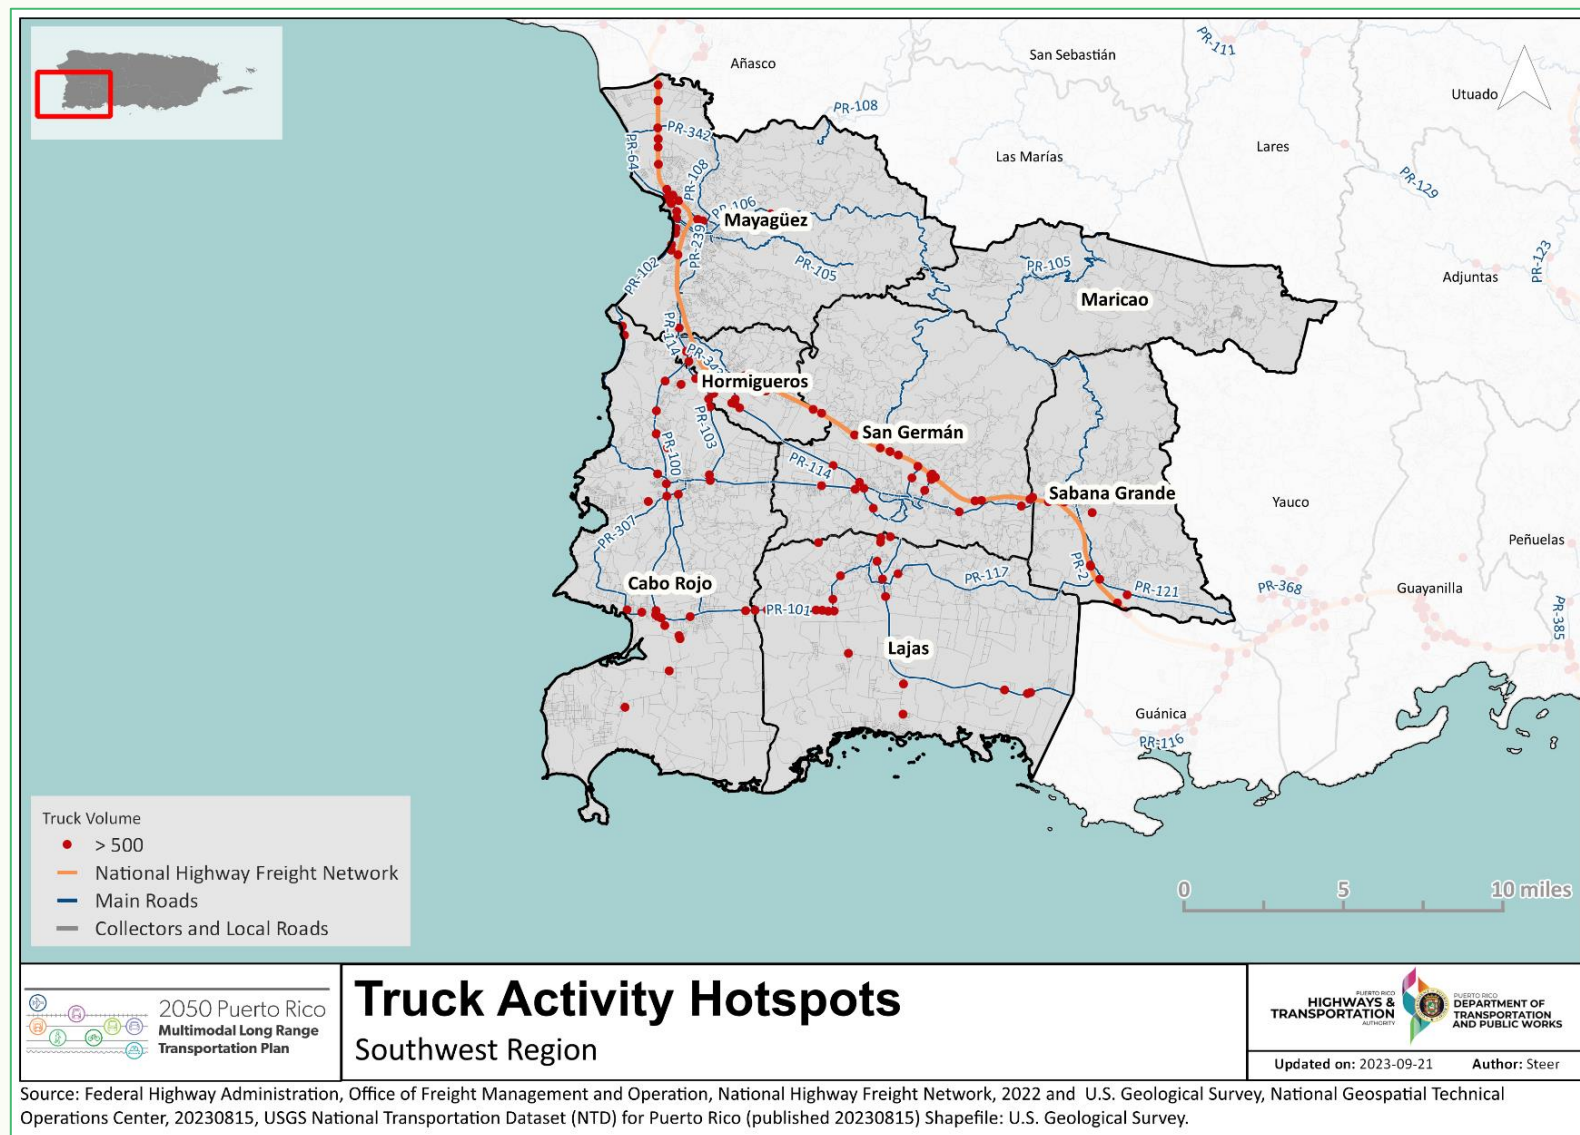 Añasco
San Sebastián
PR-111
Utuado
PR-108
PR-342
PR-64
Las Marías
Lares
PR-108
PR-129
PR-106
Mayagüez
PR-239
PR-123
PR-102
PR-105
PR-105
Adjuntas
Maricao
PR-114
PR-343
Hormigueros
PR-103
San Germán
PR-100
PR-114
Sabana Grande
Yauco
PR-307
Peñuelas
Cabo Rojo
PR-117
PR-2
PR-121
PR-368
Guayanilla
PR-101
PR-385
Lajas
Guánica
PR-116
Truck Volume
> 500
National Highway Freight Network
Main Roads
Collectors and Local Roads
0 5 10 miles
2050 Puerto Rico
Multimodal Long Range
Transportation Plan
Truck Activity Hotspots
Southwest Region
PUERTO RICO
HIGHWAYS &
TRANSPORTATION
AUTHORITY
PUERTO RICO
DEPARTMENT OF
TRANSPORTATION
AND PUBLIC WORKS
Updated on: 2023-09-21 Author: Steer
Source: Federal Highway Administration, Office of Freight Management and Operation, National Highway Freight Network, 2022 and U.S. Geological Survey, National Geospatial Technical
Operations Center, 20230815, USGS National Transportation Dataset (NTD) for Puerto Rico (published 20230815) Shapefile: U.S. Geological Survey.